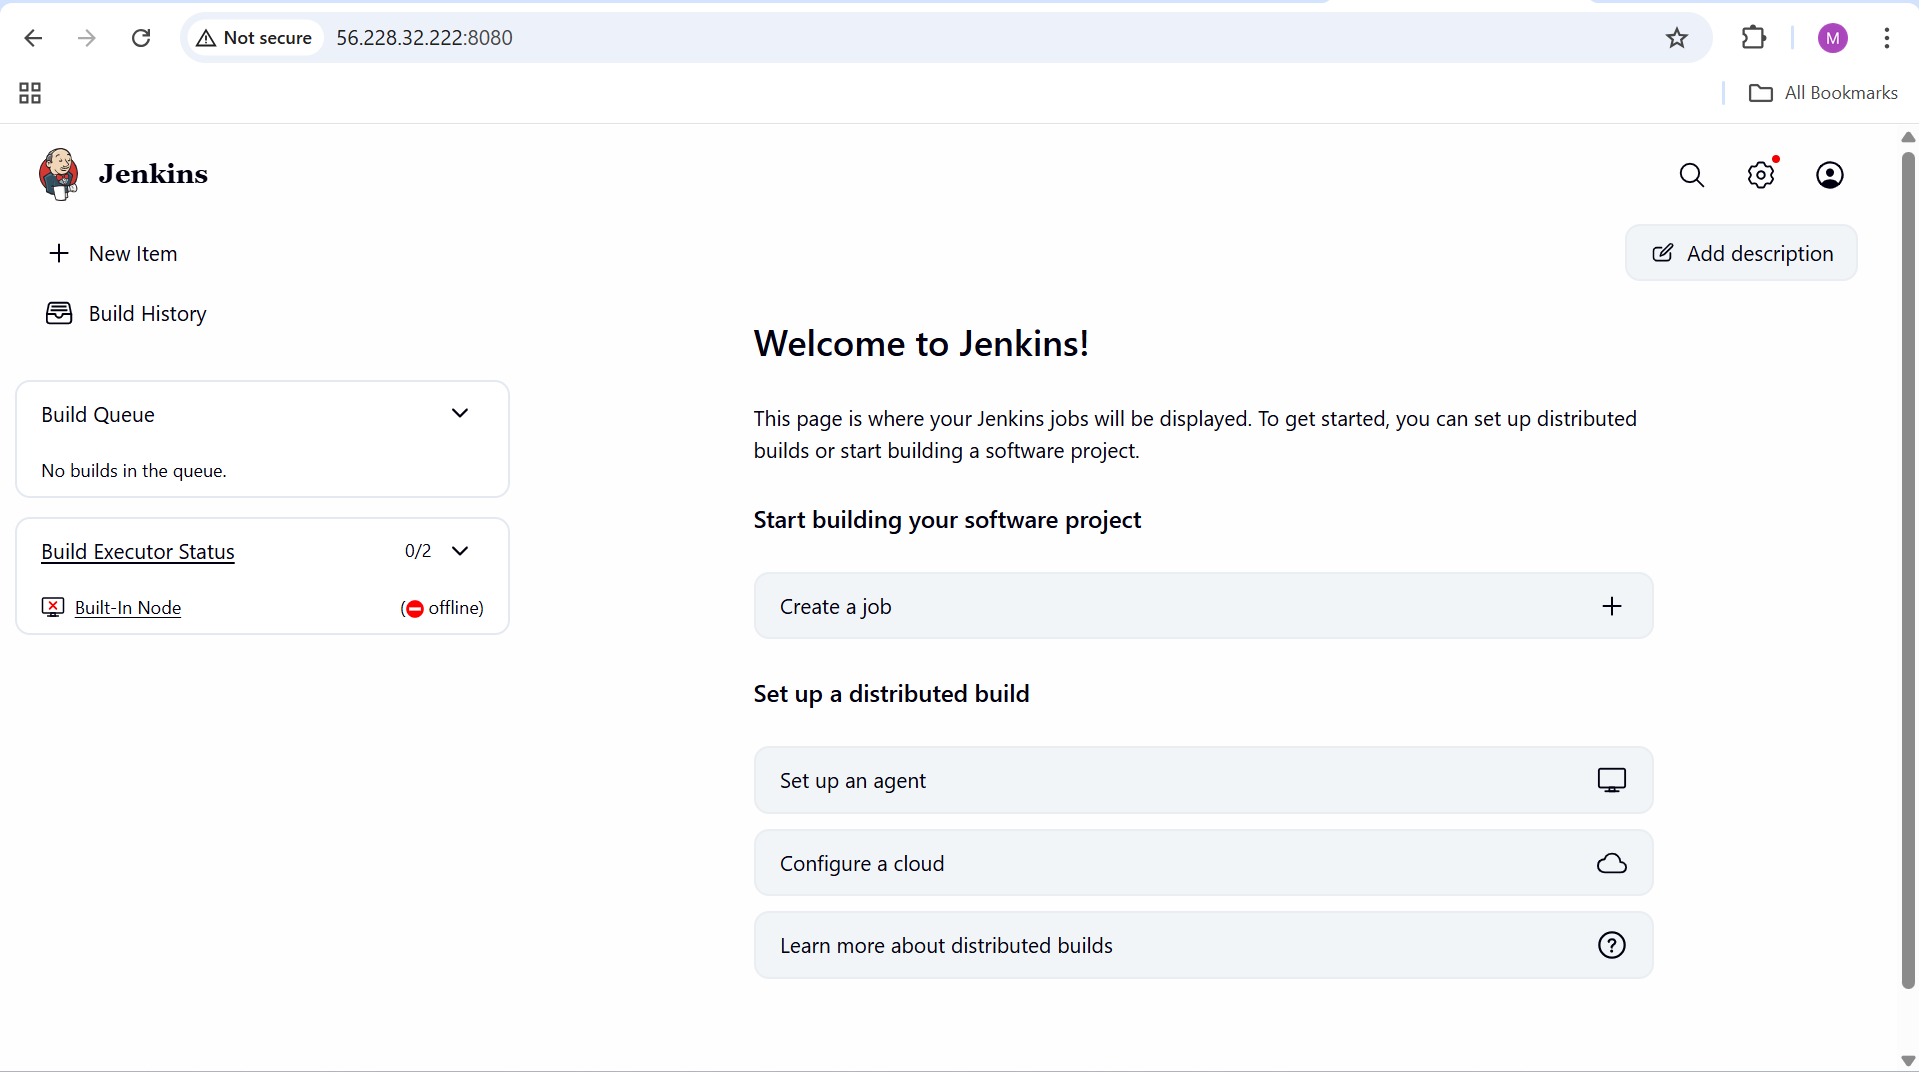 Not secure 56.228.32.222:8080
M
All Bookmarks
Jenkins
New Item
Add description
Build History
Welcome to Jenkins!
Build Queue
This page is where your Jenkins jobs will be displayed. To get started, you can set up distributed
builds or start building a software project.
No builds in the queue.
Start building your software project
Build Executor Status 0/2
Built-In Node (offline)
Create a job
Set up a distributed build
Set up an agent
Configure a cloud
Learn more about distributed builds